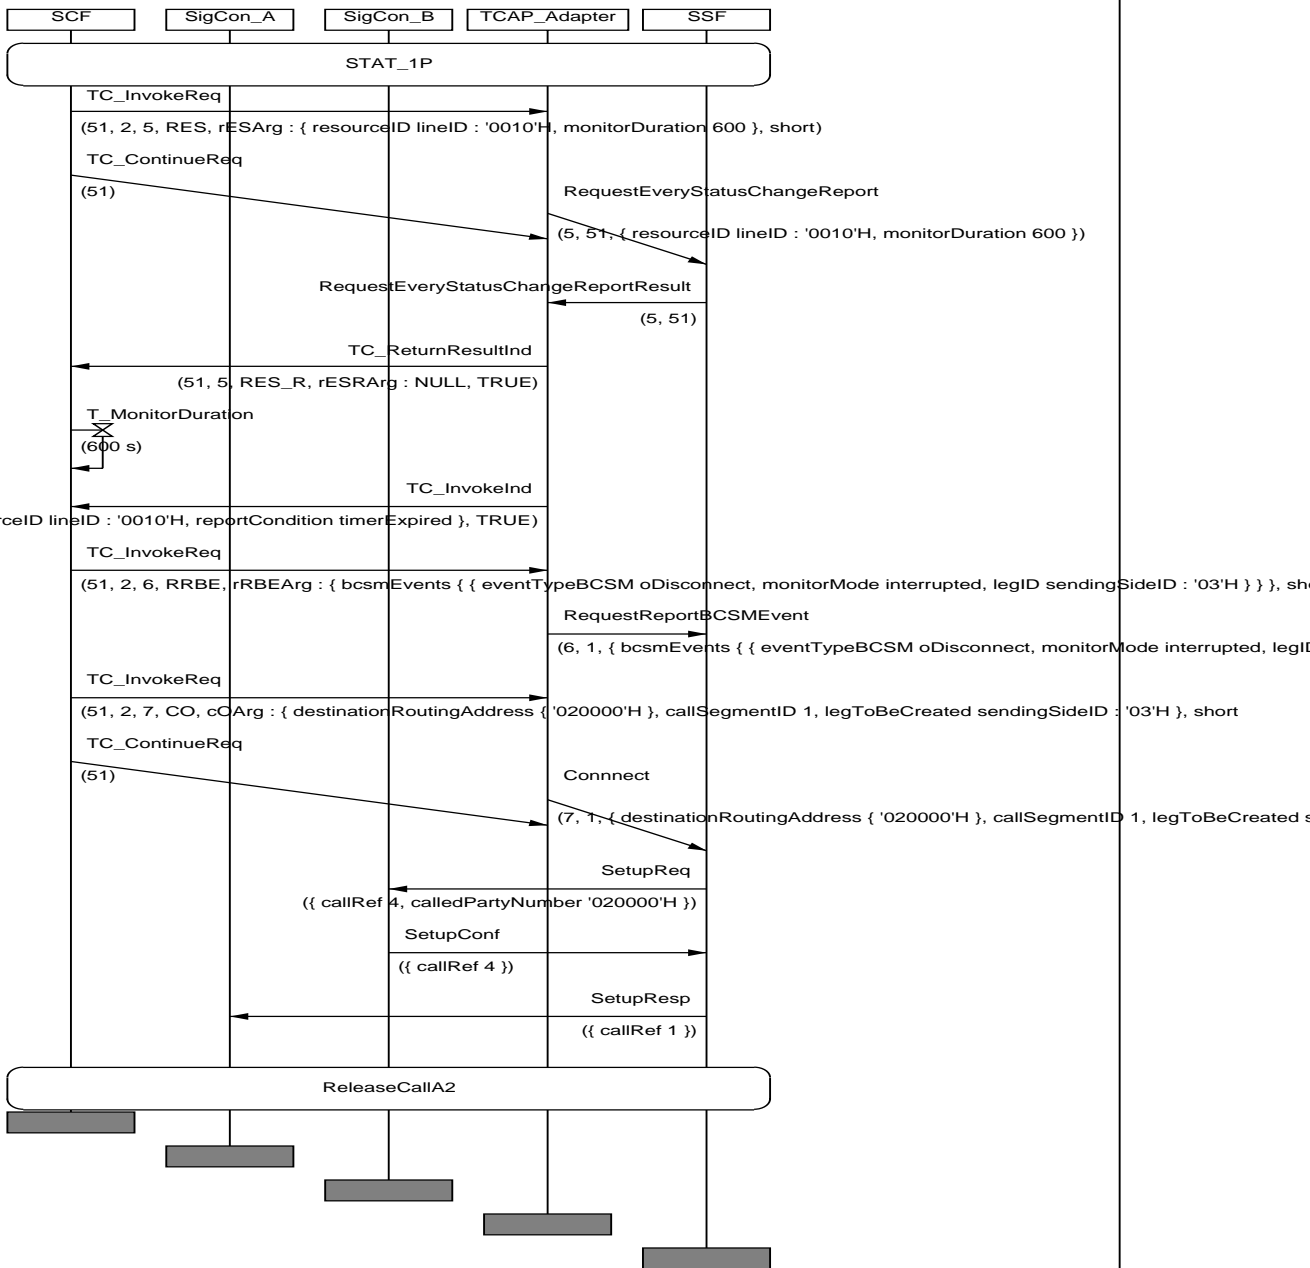 SCF SigCon_A SigCon_B TCAP_Adapter SSF
STAT_1P
TC_InvokeReq
(51, 2, 5, RES, rESArg : { resourceID lineID : '0010'H, monitorDuration 600 }, short)
TC_ContinueReq
(51)
RequestEveryStatusChangeReport
(5, 51, { resourceID lineID : '0010'H, monitorDuration 600 })
RequestEveryStatusChangeReportResult
(5, 51)
TC_ReturnResultInd
(51, 5, RES_R, rESRArg : NULL, TRUE)
T_MonitorDuration
(600 s)
TC_InvokeInd
rceID lineID : '0010'H, reportCondition timerExpired }, TRUE)
TC_InvokeReq
(51, 2, 6, RRBE, rRBEArg : { bcsmEvents { { eventTypeBCSM oDisconnect, monitorMode interrupted, legID sendingSideID : '03'H } } }, sh
RequestReportBCSMEvent
(6, 1, { bcsmEvents { { eventTypeBCSM oDisconnect, monitorMode interrupted, legI
TC_InvokeReq
(51, 2, 7, CO, cOArg : { destinationRoutingAddress { '020000'H }, callSegmentID 1, legToBeCreated sendingSideID : '03'H }, short
TC_ContinueReq
(51)
Connnect
(7, 1, { destinationRoutingAddress { '020000'H }, callSegmentID 1, legToBeCreated s
SetupReq
({ callRef 4, calledPartyNumber '020000'H })
SetupConf
({ callRef 4 })
SetupResp
({ callRef 1 })
ReleaseCallA2